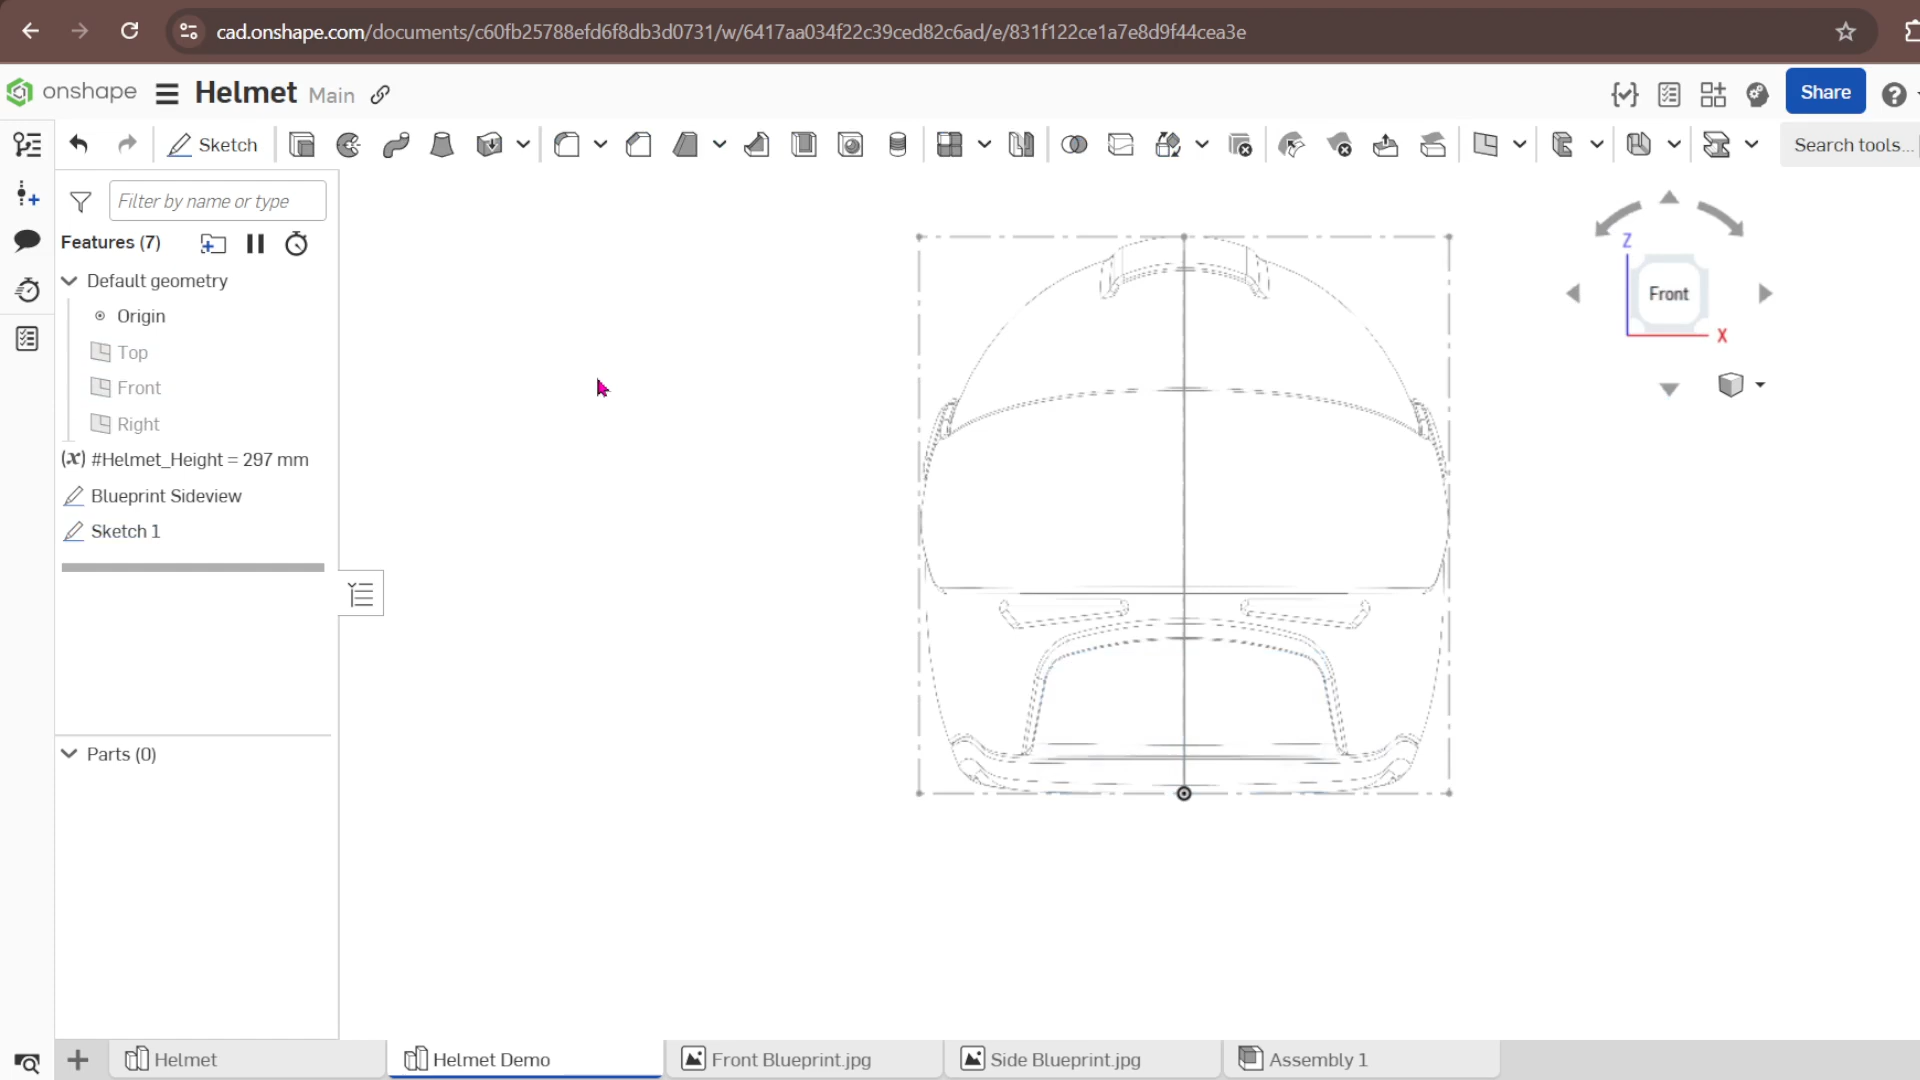 cad.onshape.com/documents/c60fb25788efd6f8db3d0731/w/6417aa034f22c39ced82c6ad/e/831f122ce1a7e8d9f44cea3e
onshape Helmet Main Share
Sketch Search tools...
Filter by name or type
Features (7)
Default geometry
Origin
Top
Front
Right
(x) #Helmet_Height = 297 mm
Blueprint Sideview
Sketch 1
Parts (0)
Z
Front
X
Helmet
Helmet Demo
Front Blueprint.jpg
Side Blueprint.jpg
Assembly 1